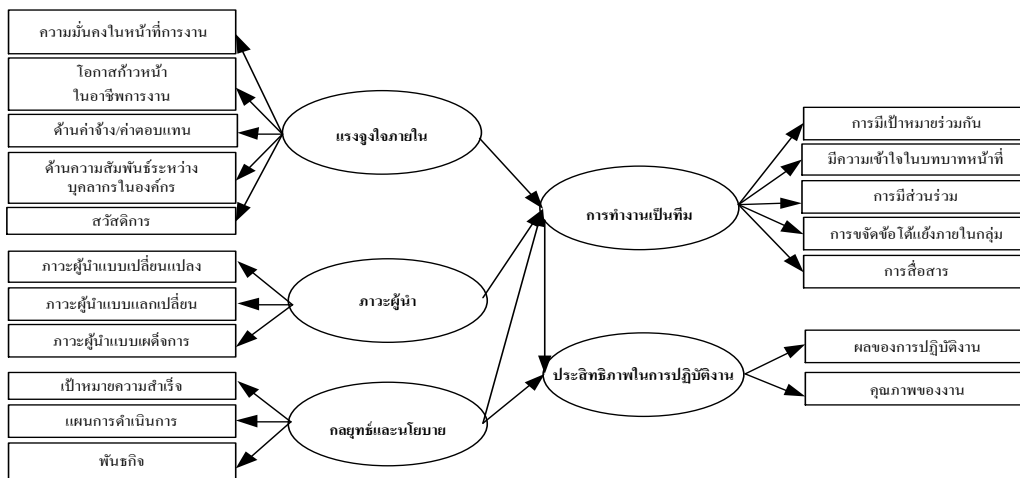 ความมั่นคงในหน้าที่การงาน
โอกาสก้าวหน้า
ในอาชีพการงาน
ด้านค่าจ้าง/ค่าตอบแทน
ด้านความสัมพันธ์ระหว่าง
บุคลากรในองค์กร
สวัสดิการ
แรงจูงใจภายใน
ภาวะผู้นำแบบเปลี่ยนแปลง
ภาวะผู้นำแบบแลกเปลี่ยน
ภาวะผู้นำแบบเผด็จการ
ภาวะผู้นำ
เป้าหมายความสำเร็จ
แผนการดำเนินการ
พันธกิจ
กลยุทธ์และนโยบาย
การทำงานเป็นทีม
การมีเป้าหมายร่วมกัน
มีความเข้าใจในบทบาทหน้าที่
การมีส่วนร่วม
การขจัดข้อโต้แย้งภายในกลุ่ม
การสื่อสาร
ประสิทธิภาพในการปฏิบัติงาน
ผลของการปฏิบัติงาน
คุณภาพของงาน